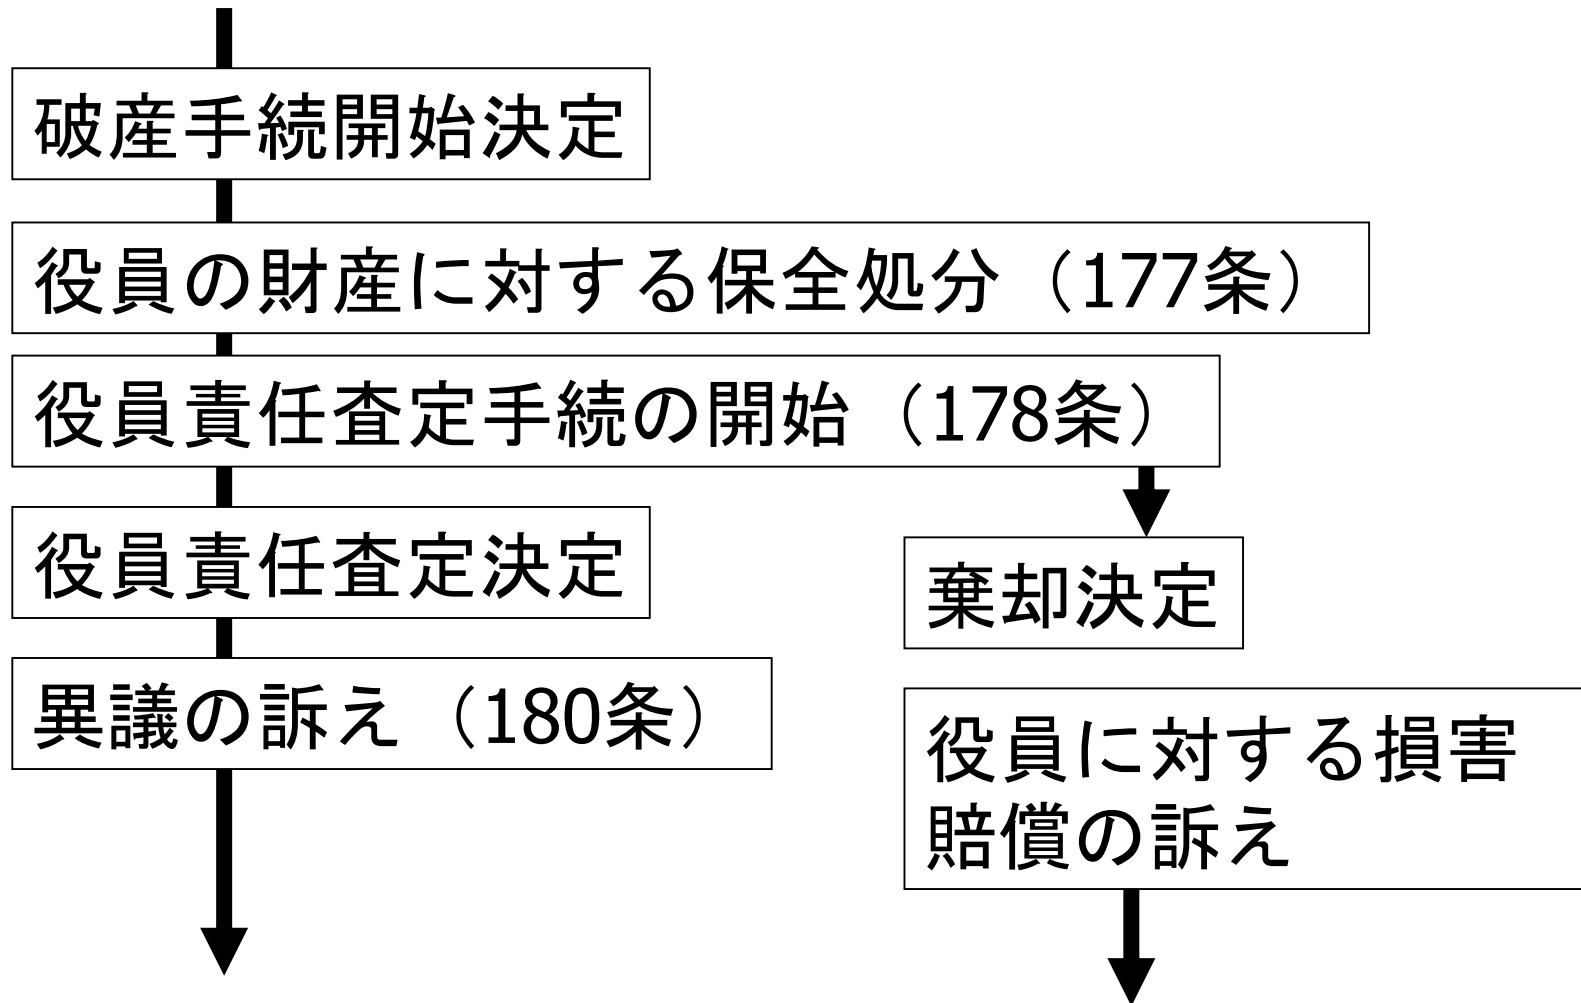 破産手続開始決定
役員の財産に対する保全処分（177条）
役員責任査定手続の開始（178条）
役員責任査定決定
棄却決定
異議の訴え（180条）
役員に対する損害
賠償の訴え